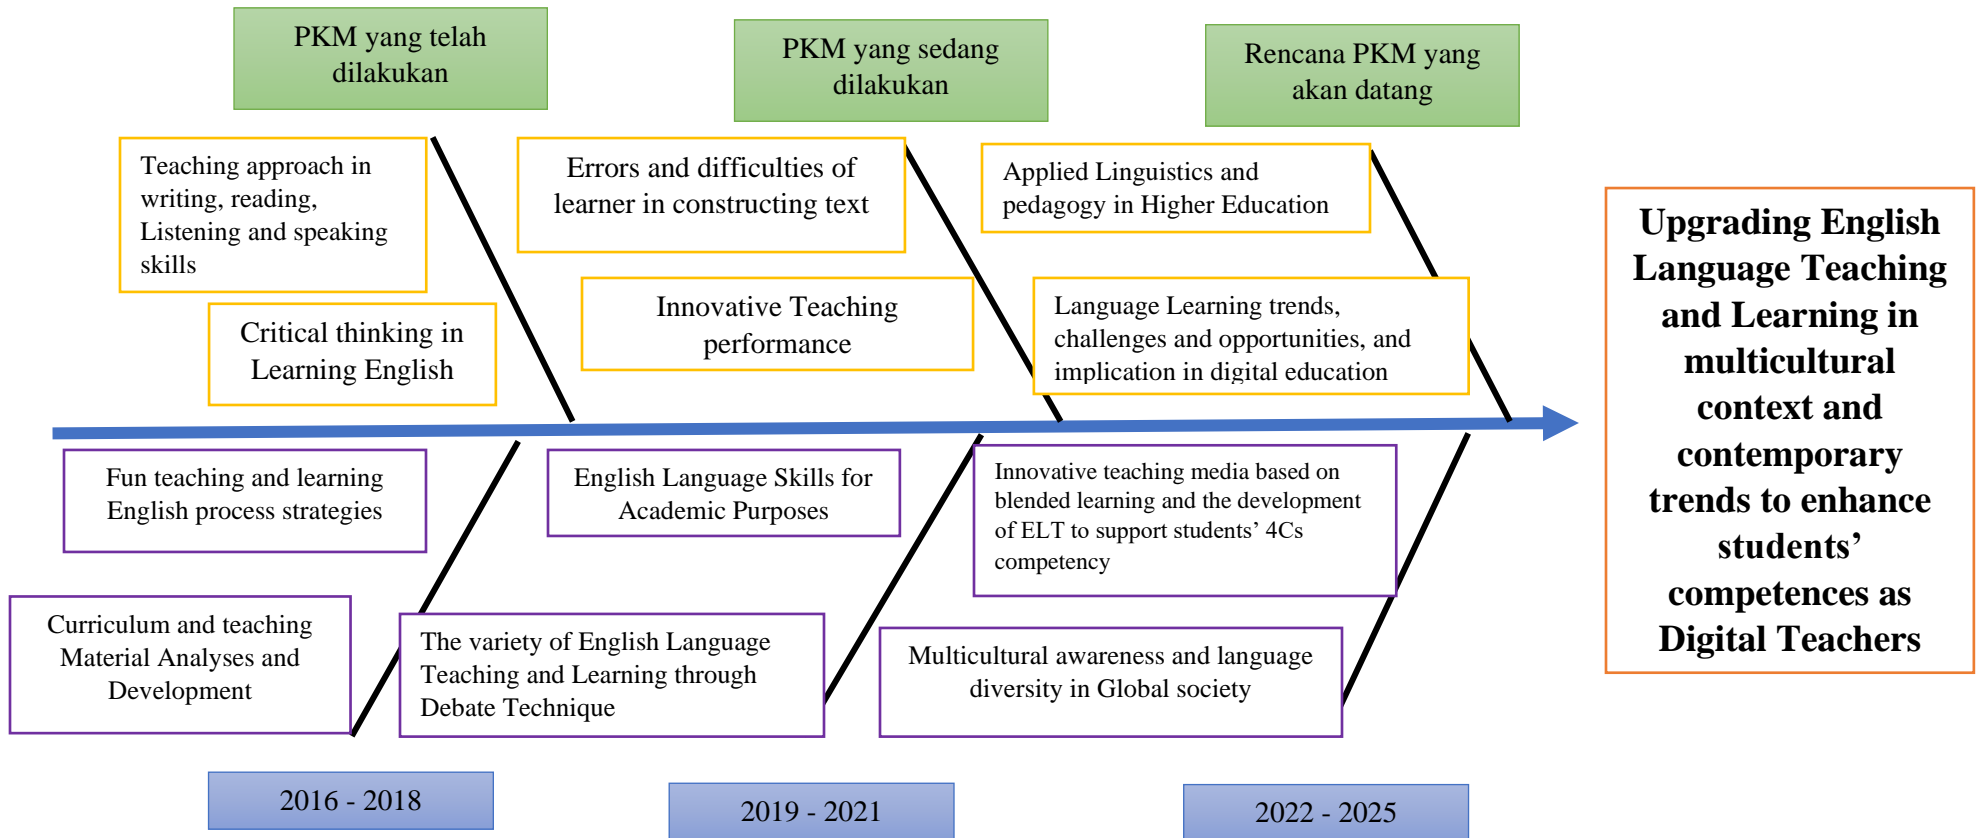 PKM yang telah
dilakukan
PKM yang sedang
dilakukan
Rencana PKM yang
akan datang
Teaching approach in
writing, reading,
Listening and speaking
skills
Errors and difficulties of
learner in constructing text
Applied Linguistics and
pedagogy in Higher Education
Critical thinking in
Learning English
Innovative Teaching
performance
Language Learning trends,
challenges and opportunities, and
implication in digital education
Upgrading English
Language Teaching
and Learning in
multicultural
context and
contemporary
trends to enhance
students’
competences as
Digital Teachers
Fun teaching and learning
English process strategies
English Language Skills for
Academic Purposes
Innovative teaching media based on
blended learning and the development
of ELT to support students’ 4Cs
competency
Curriculum and teaching
Material Analyses and
Development
The variety of English Language
Teaching and Learning through
Debate Technique
Multicultural awareness and language
diversity in Global society
2016 - 2018
2019 - 2021
2022 - 2025